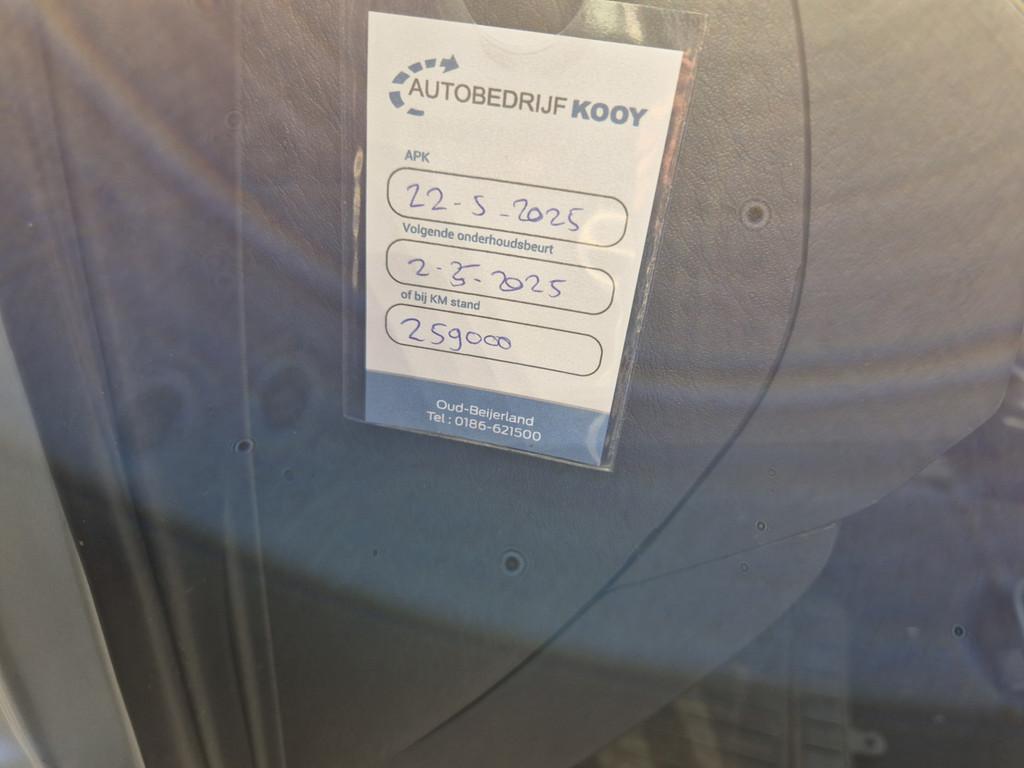 AUTOBEDRIJF KOOY
APK
22-5-2025
Volgende onderhoudsbeurt
2-5-2025
of bij KM stand
259000
Oud-Beijerland
Tel : 0186-621500